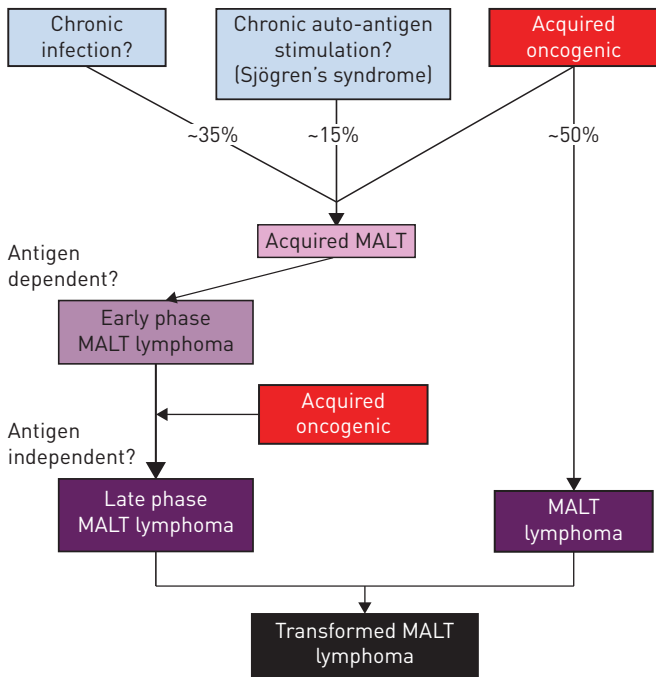 Chronic
infection?
Chronic auto-antigen
stimulation?
(Sjögren's syndrome)
Acquired
oncogenic
~35%
~15%
~50%
Acquired MALT
Antigen
dependent?
Early phase
MALT lymphoma
Acquired
oncogenic
Antigen
independent?
Late phase
MALT lymphoma
MALT
lymphoma
Transformed MALT
lymphoma